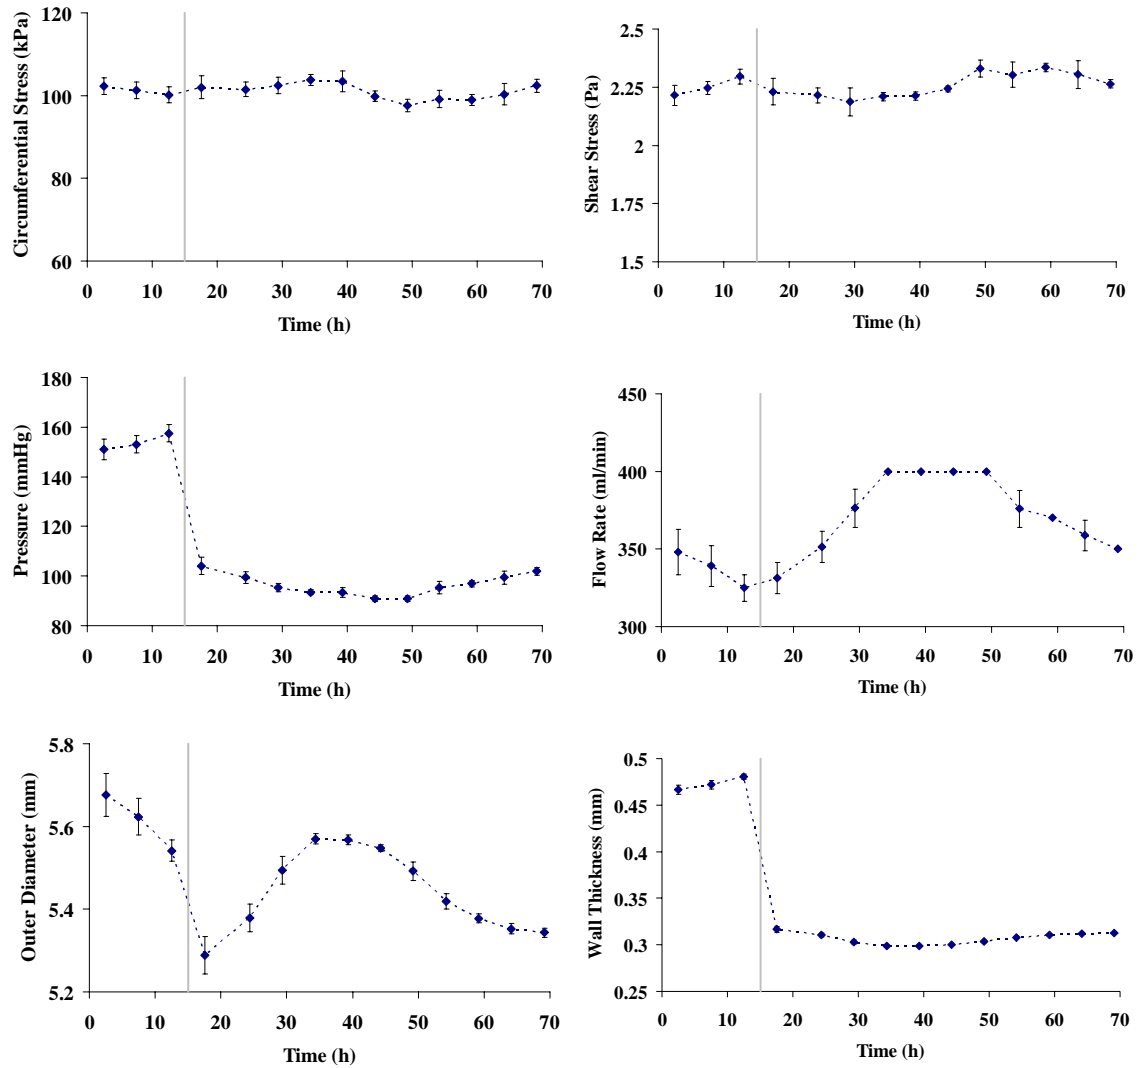 Circumferential Stress (kPa)
120
100
80
60
0 10 20 30 40 50 60 70
Time (h)
Shear Stress (Pa)
2.5
2.25
2
1.75
1.5
0 10 20 30 40 50 60 70
Time (h)
Pressure (mmHg)
180
160
140
120
100
80
0 10 20 30 40 50 60 70
Time (h)
Flow Rate (ml/min)
450
400
350
300
0 10 20 30 40 50 60 70
Time (h)
Outer Diameter (mm)
5.8
5.6
5.4
5.2
0 10 20 30 40 50 60 70
Time (h)
Wall Thickness (mm)
0.5
0.45
0.4
0.35
0.3
0.25
0 10 20 30 40 50 60 70
Time (h)